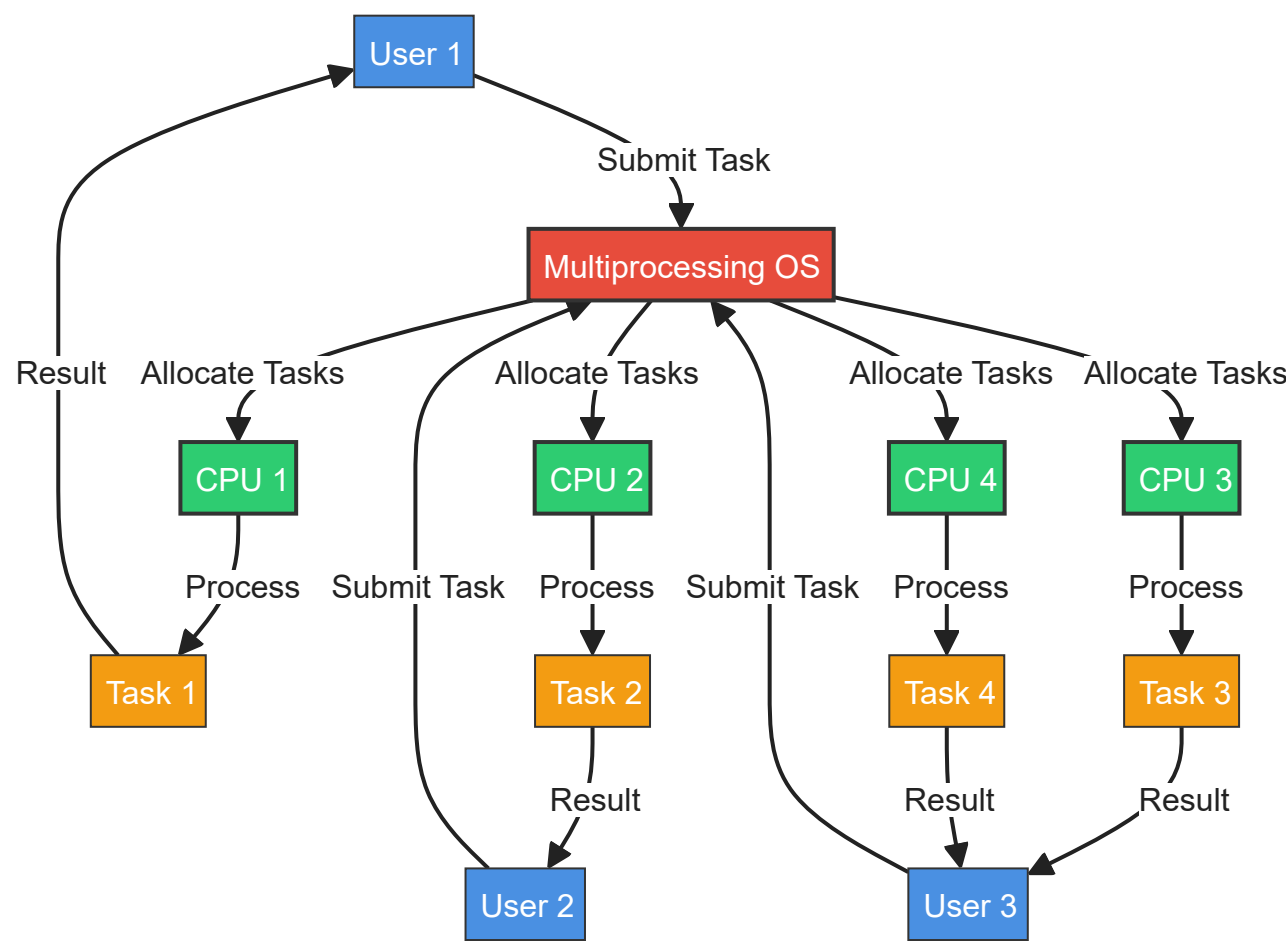 User 1
Submit Task
Multiprocessing OS
Result
Allocate Tasks
Allocate Tasks
Allocate Tasks
Allocate Tasks
CPU 1
CPU 2
CPU 4
CPU 3
Process
Submit Task
Process
Submit Task
Process
Process
Task 1
Task 2
Task 4
Task 3
Result
Result
Result
User 2
User 3